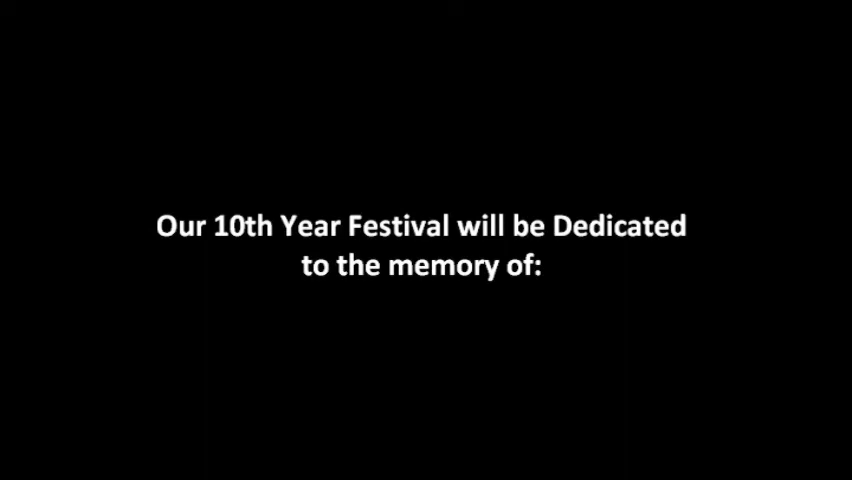 Our 10th Year Festival will be Dedicated
to the memory of: